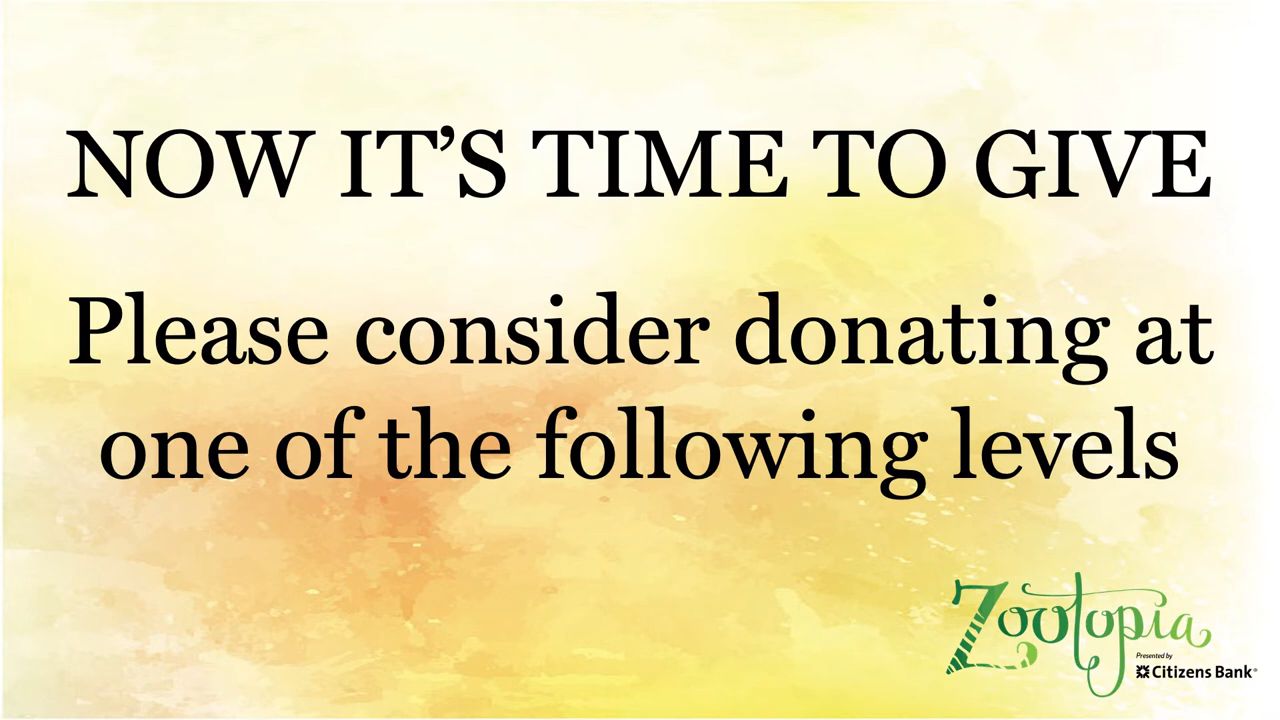 NOW IT’S TIME TO GIVE
Please consider donating at
one of the following levels
Zootopia
Presented by
Citizens Bank®